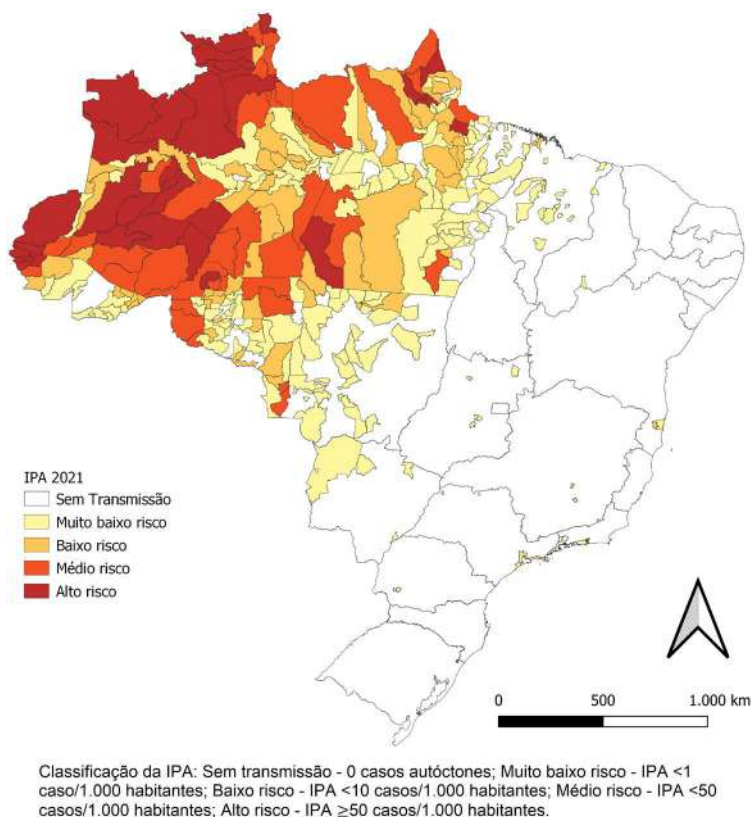 IPA 2021
Sem Transmissão
Muito baixo risco
Baixo risco
Médio risco
Alto risco
0 500 1.000 km
Classificação da IPA: Sem transmissão - 0 casos autóctones; Muito baixo risco - IPA <1
caso/1.000 habitantes; Baixo risco - IPA <10 casos/1.000 habitantes; Médio risco - IPA <50
casos/1.000 habitantes; Alto risco - IPA ≥50 casos/1.000 habitantes.